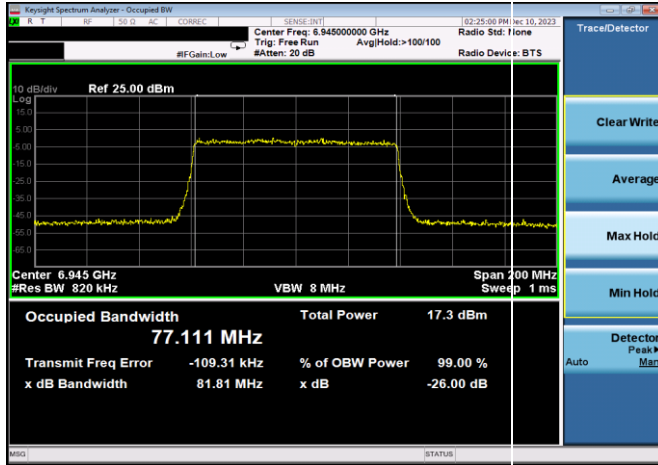 Keysight Spectrum Analyzer - Occupied BW
R T RF 50 Ω AC CORREC SENSE:INT 02:25:00 PM Dec 10, 2023
Center Freq: 6.945000000 GHz Radio Std: None
Trig: Free Run Avg|Hold:>100/100
#IFGain:Low #Atten: 20 dB Radio Device: BTS
10 dB/div Ref 25.00 dBm
Log
15.0
5.00
-5.00
-15.0
-25.0
-35.0
-45.0
-55.0
-65.0
Center 6.945 GHz Span 200 MHz
#Res BW 820 kHz VBW 8 MHz Sweep 1 ms
Occupied Bandwidth Total Power 17.3 dBm
77.111 MHz
Transmit Freq Error -109.31 kHz % of OBW Power 99.00 %
x dB Bandwidth 81.81 MHz x dB -26.00 dB
MSG STATUS
Trace/Detector
Clear Write
Average
Max Hold
Min Hold
Detector
Peak
Auto Man